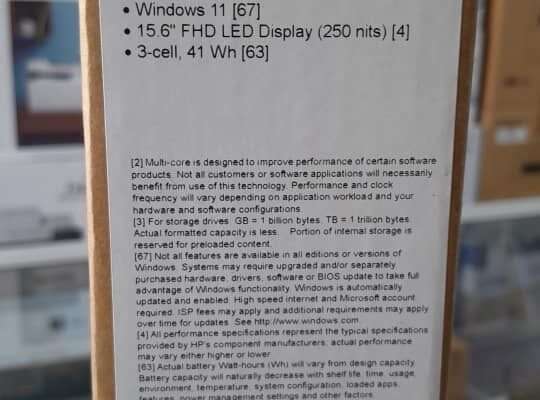 • Windows 11 [67]
• 15.6" FHD LED Display (250 nits) [4]
• 3-cell, 41 Wh [63]
[2] Multi-core is designed to improve performance of certain software
products. Not all customers or software applications will necessarily
benefit from use of this technology. Performance and clock
frequency will vary depending on application workload and your
hardware and software configurations.
[3] For storage drives, GB = 1 billion bytes. TB = 1 trillion bytes.
Actual formatted capacity is less. Portion of internal storage is
reserved for preloaded content.
[67] Not all features are available in all editions or versions of
Windows. Systems may require upgraded and/or separately
purchased hardware, drivers, software or BIOS update to take full
advantage of Windows functionality. Windows is automatically
updated and enabled. High speed internet and Microsoft account
required. ISP fees may apply and additional requirements may apply
over time for updates. See http://www.windows.com
[4] All performance specifications represent the typical specifications
provided by HP's component manufacturers; actual performance
may vary either higher or lower
[63] Actual battery Watt-hours (Wh) will vary from design capacity.
Battery capacity will naturally decrease with shelf life, time, usage,
environment, temperature, system configuration, loaded apps,
features, power management settings and other factors.